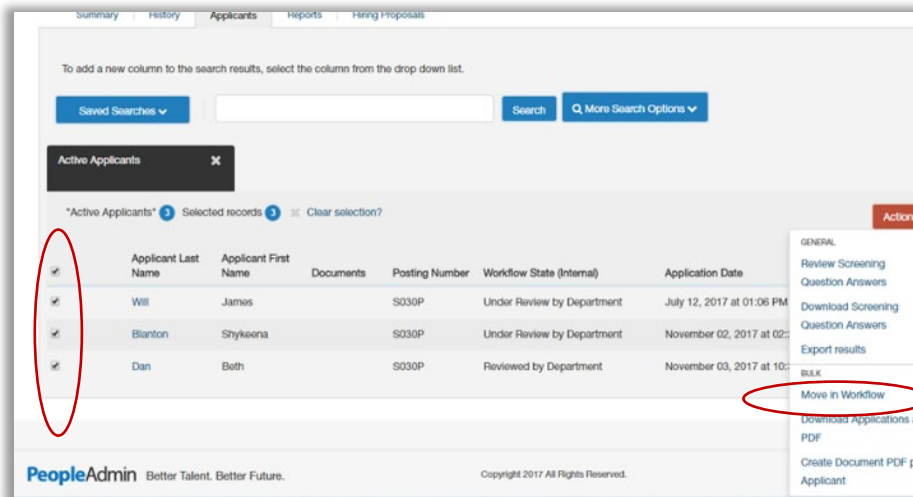 Summary History Applicants Reports Hiring Proposals
To add a new column to the search results, select the column from the drop down list.
Saved Searches Search More Search Options
Active Applicants
"Active Applicants" 3 Selected records 3 Clear selection?
Action
GENERAL
Review Screening
Question Answers
Download Screening
Question Answers
Export results
BULK
Move in Workflow
Download Applications
PDF
Create Document PDF p
Applicant
Applicant Last Name Applicant First Name Documents Posting Number Workflow State (Internal) Application Date
Will James S030P Under Review by Department July 12, 2017 at 01:06 PM
Blanton Shykeena S030P Under Review by Department November 02, 2017 at 02:
Dan Beth S030P Reviewed by Department November 03, 2017 at 10:
PeopleAdmin Better Talent. Better Future. Copyright 2017 All Rights Reserved.